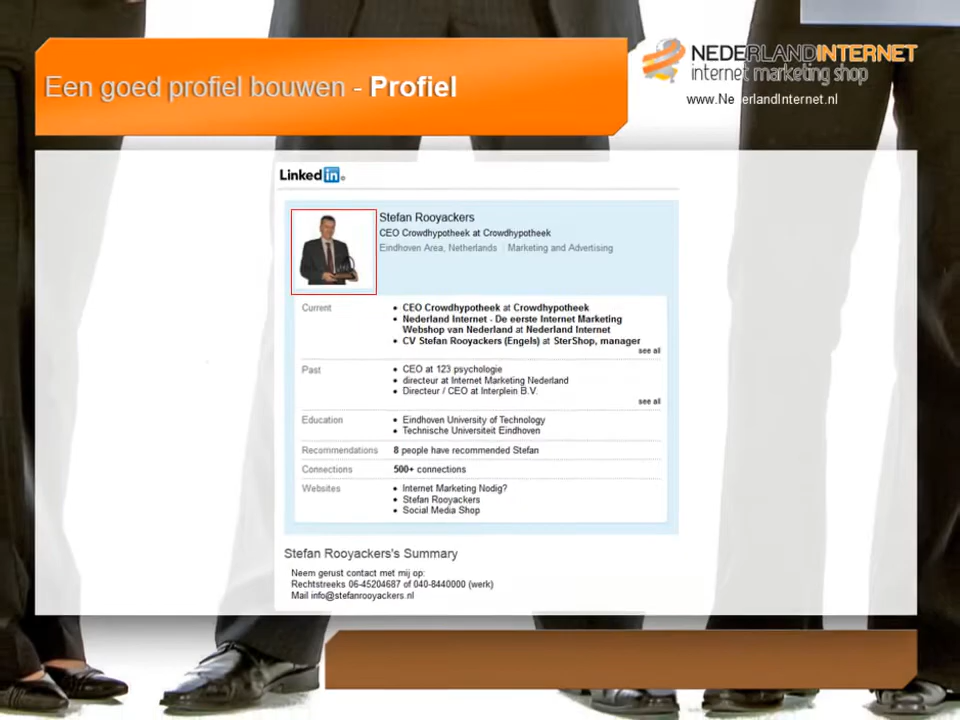 Een goed profiel bouwen - Profiel
NEDERLANDINTERNET
internet marketing shop
www.NederlandInternet.nl
Linked in
Stefan Rooyackers
CEO Crowdhypotheek at Crowdhypotheek
Eindhoven Area, Netherlands | Marketing and Advertising
Current
• CEO Crowdhypotheek at Crowdhypotheek
• Nederland Internet - De eerste Internet Marketing
Webshop van Nederland at Nederland Internet
• CV Stefan Rooyackers (Engels) at SterShop, manager
see all
Past
• CEO at 123 psychologie
• directeur at Internet Marketing Nederland
• Directeur / CEO at Interplein B.V.
see all
Education
• Eindhoven University of Technology
• Technische Universiteit Eindhoven
Recommendations 8 people have recommended Stefan
Connections 500+ connections
Websites
• Internet Marketing Nodig?
• Stefan Rooyackers
• Social Media Shop
Stefan Rooyackers's Summary
Neem gerust contact met mij op:
Rechtstreeks 06-45204687 of 040-8440000 (werk)
Mail info@stefanrooyackers.nl